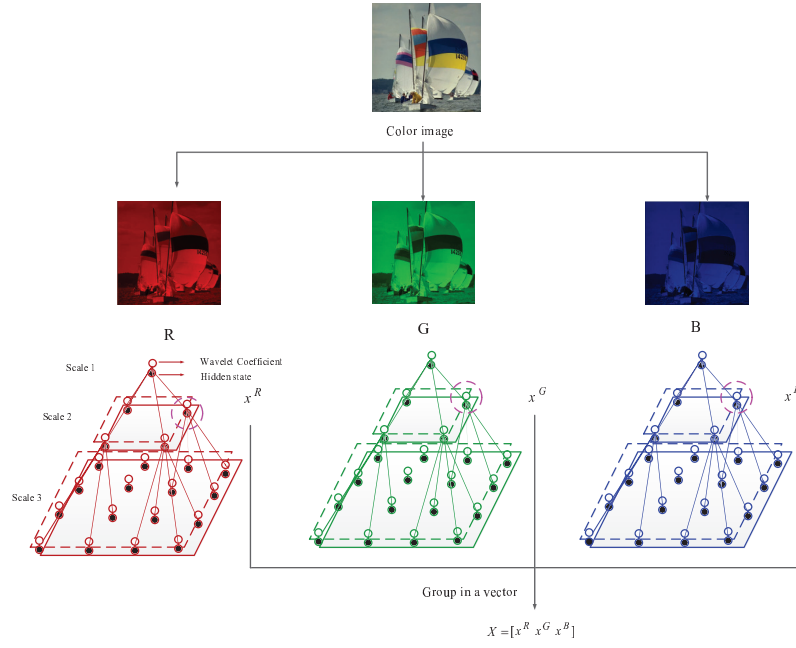 Color image
R
G
B
Scale 1
Wavelet Coefficient
Hidden state
x^R
x^G
x
Scale 2
Scale 3
Group in a vector
X = [x^R x^G x^B]